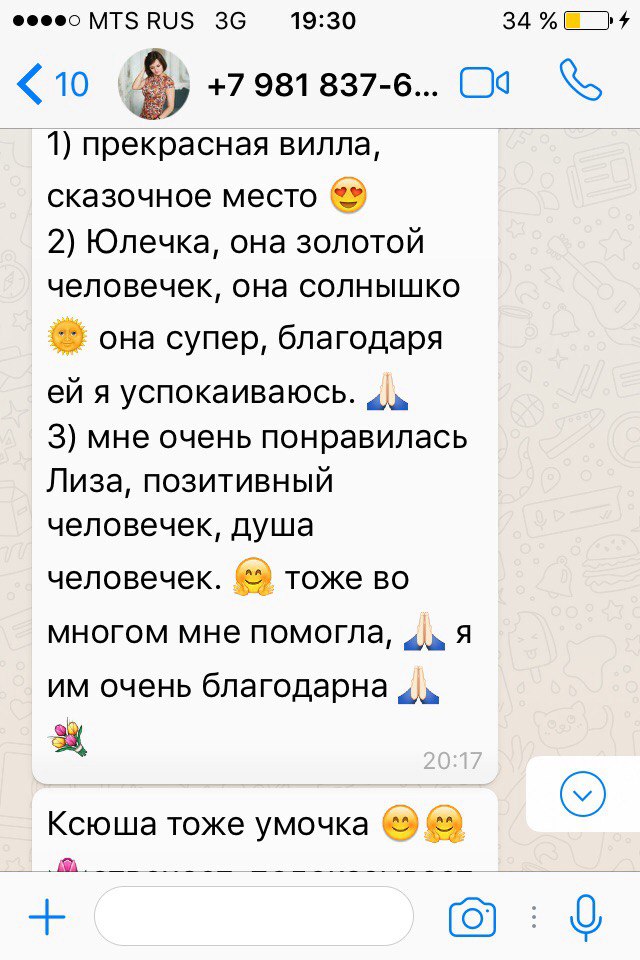 MTS RUS 3G 19:30 34 %
10 +7 981 837-6...
1) прекрасная вилла,
сказочное место 😍
2) Юлечка, она золотой
человечек, она солнышко
🌞 она супер, благодаря
ей я успокаиваюсь. 🙏🏻
3) мне очень понравилась
Лиза, позитивный
человечек, душа
человечек. 🤗 тоже во
многом мне помогла, 🙏🏻 я
им очень благодарна 🙏🏻
💐
20:17
Ксюша тоже умочка 😊🤗